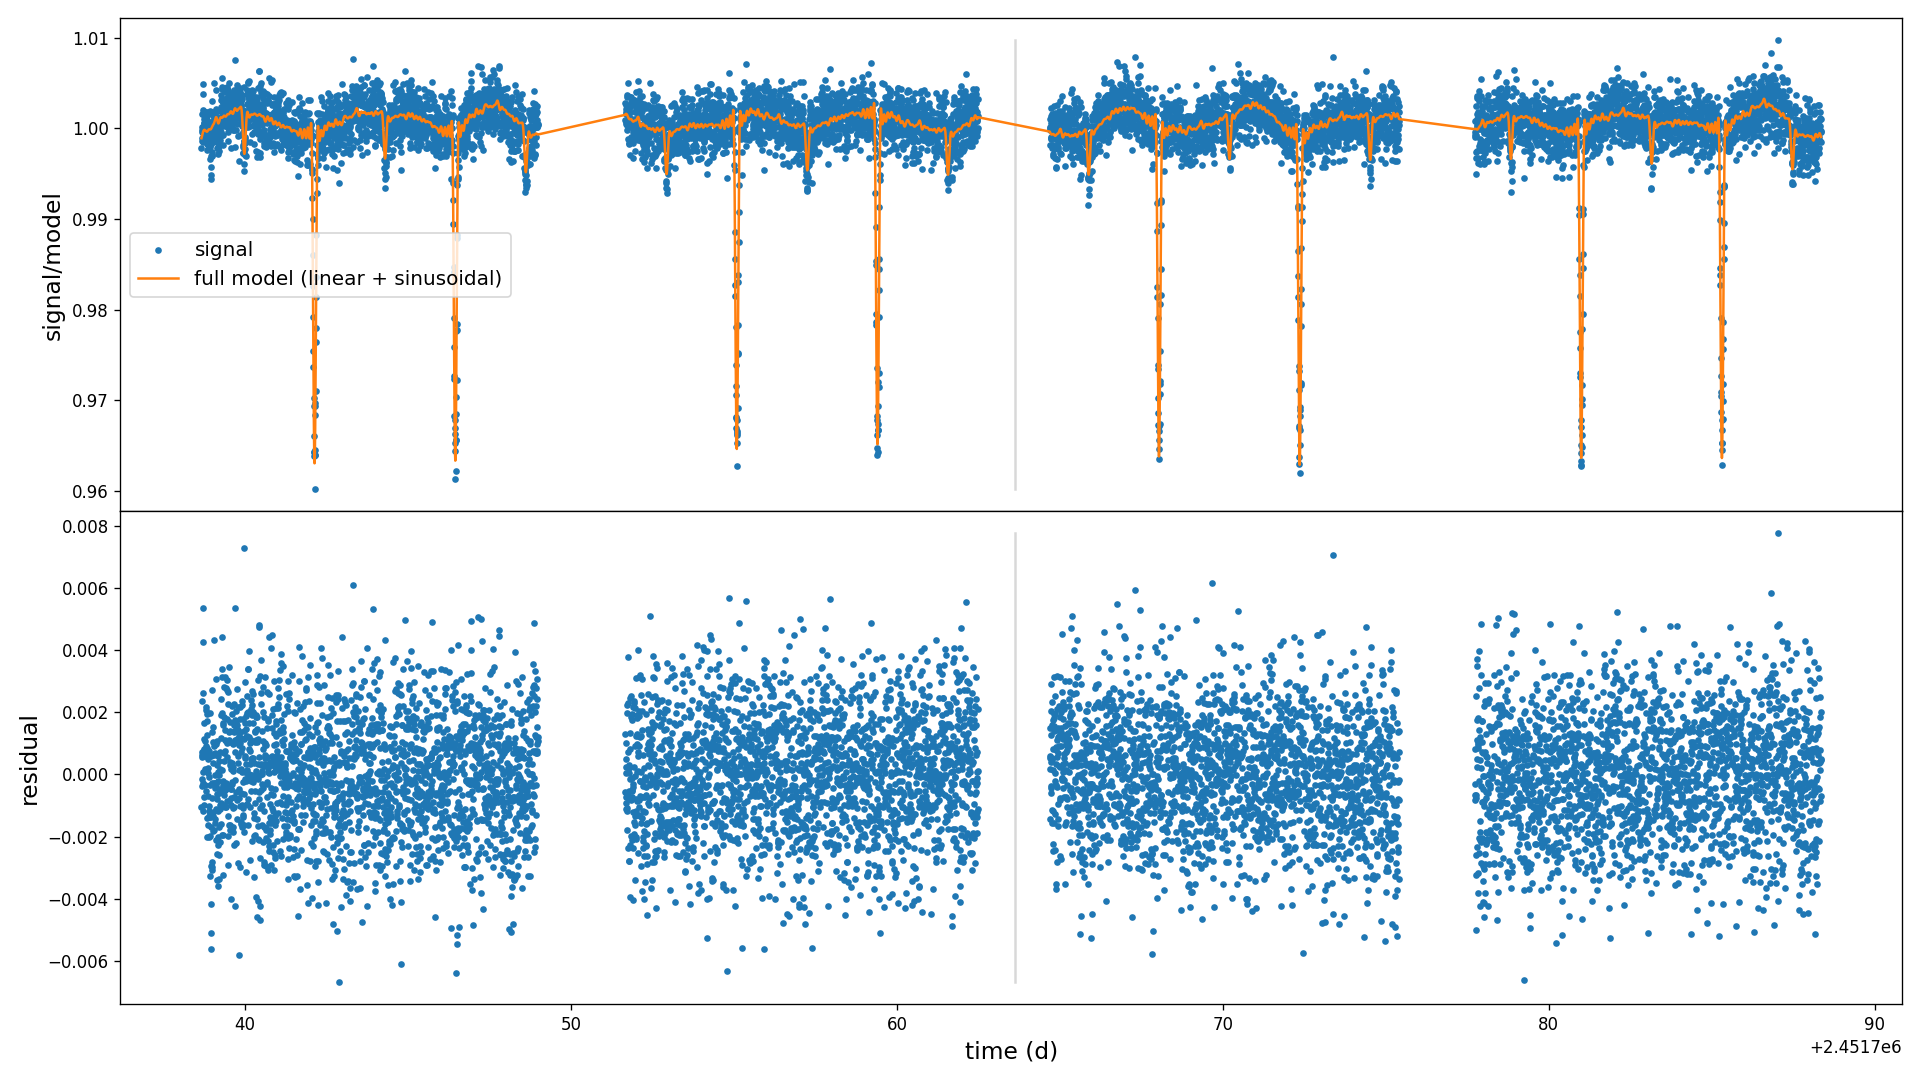 1.01
1.00
0.99
0.98
0.97
0.96
signal/model
signal
full model (linear + sinusoidal)
0.008
0.006
0.004
0.002
0.000
−0.002
−0.004
−0.006
residual
40 50 60 70 80 90
time (d)
+2.4517e6